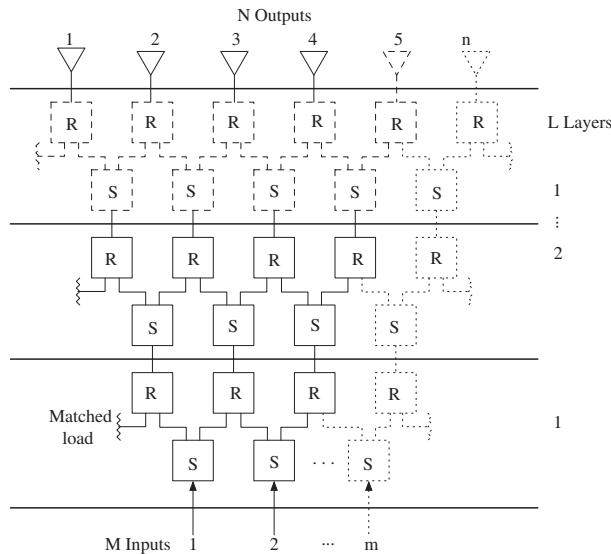 N Outputs
1 2 3 4 5 n
R R R R R R
L Layers
S S S S S
1
⋮
R R R R R
2
S S S S
R R R R
Matched
load
1
S S ... S
M Inputs 1 2 ... m